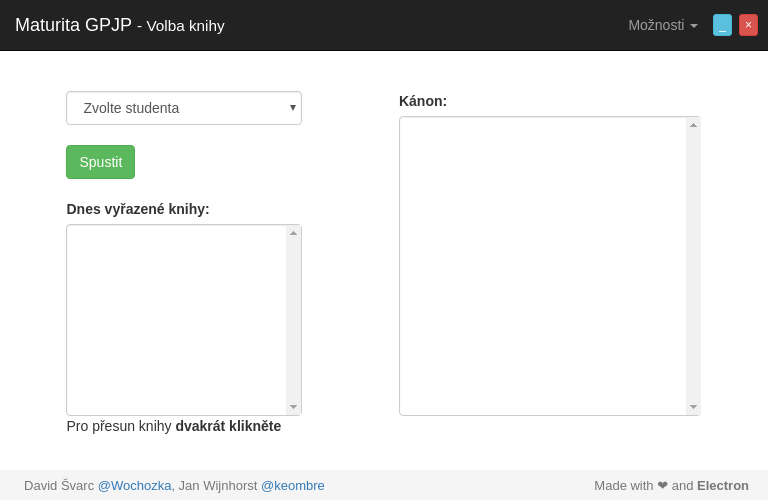 Maturita GPJP - Volba knihy
Možnosti
_
×
Zvolte studenta
Spustit
Dnes vyřazené knihy:
Pro přesun knihy dvakrát klikněte
Kánon:
David Švarc @Wochozka, Jan Wijnhorst @keombre
Made with ❤ and Electron